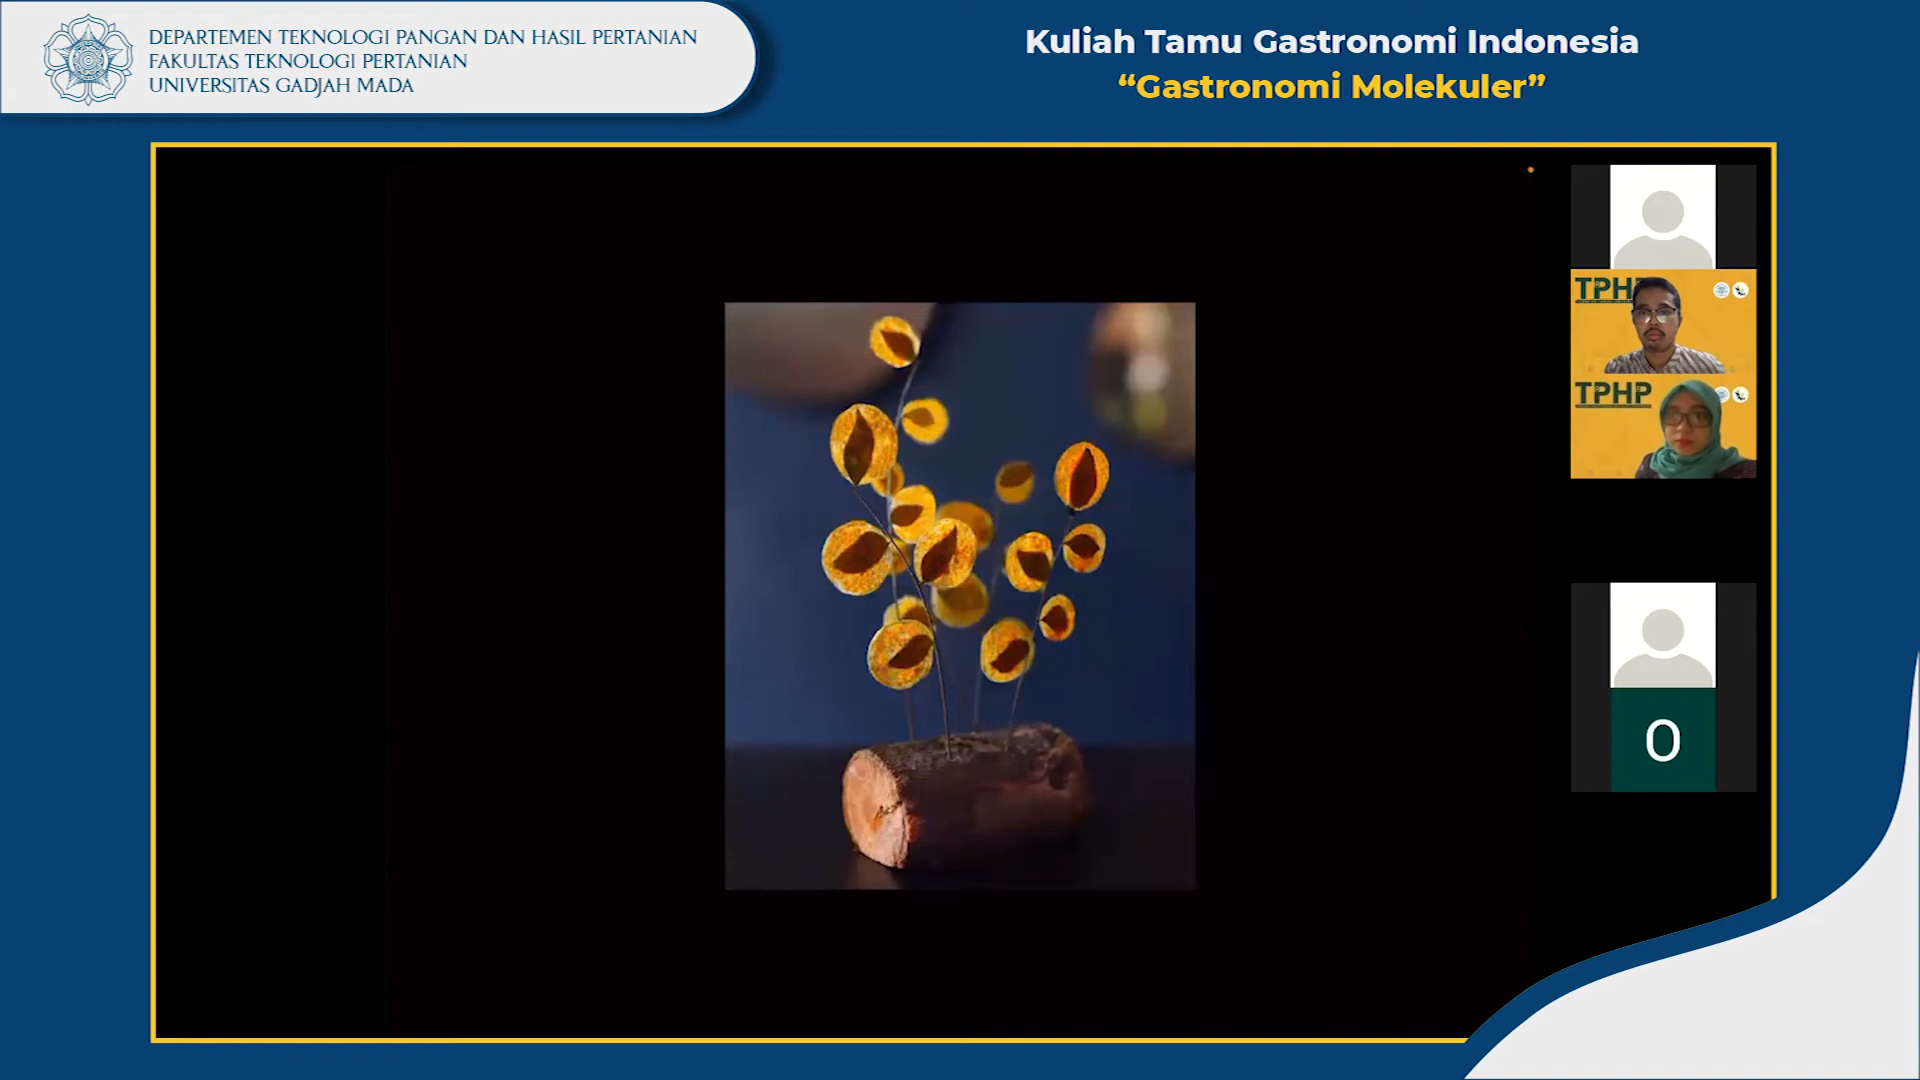 DEPARTEMEN TEKNOLOGI PANGAN DAN HASIL PERTANIAN
FAKULTAS TEKNOLOGI PERTANIAN
UNIVERSITAS GADJAH MADA
Kuliah Tamu Gastronomi Indonesia
“Gastronomi Molekuler”
TPH
TPHP
O